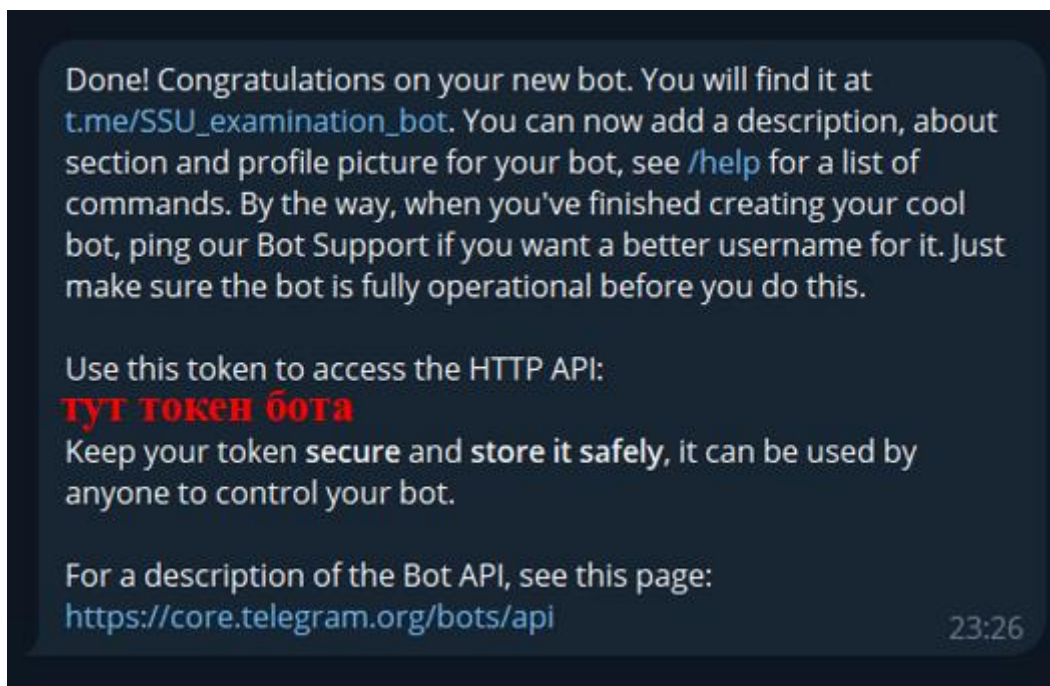 Done! Congratulations on your new bot. You will find it at
t.me/SSU_examination_bot. You can now add a description, about
section and profile picture for your bot, see /help for a list of
commands. By the way, when you've finished creating your cool
bot, ping our Bot Support if you want a better username for it. Just
make sure the bot is fully operational before you do this.
Use this token to access the HTTP API:
тут токен бота
Keep your token secure and store it safely, it can be used by
anyone to control your bot.
For a description of the Bot API, see this page:
https://core.telegram.org/bots/api
23:26